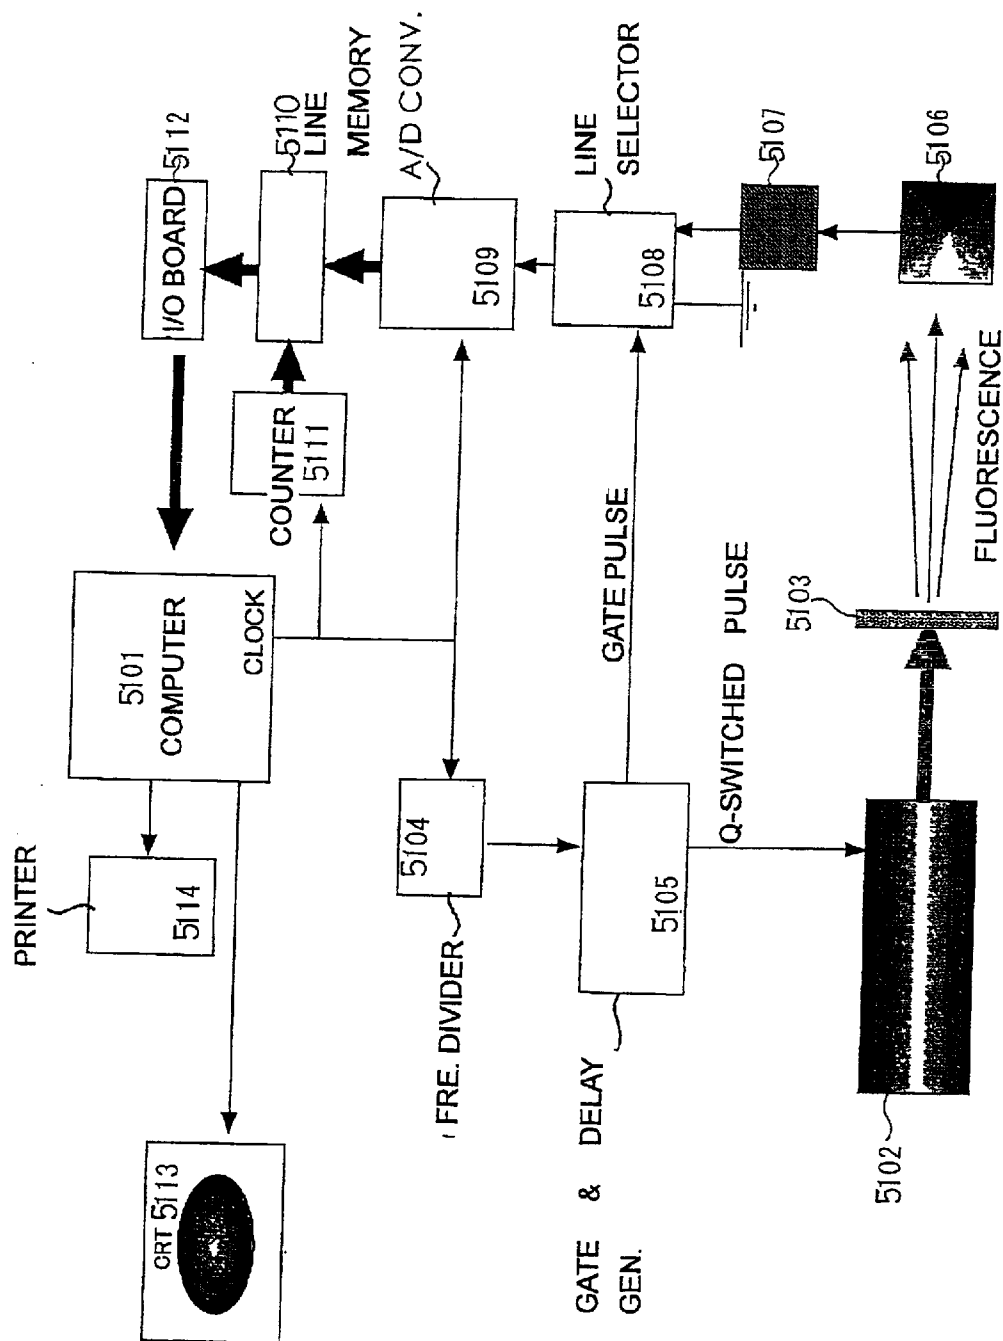 CRT 5113
PRINTER
5114
5101
COMPUTER
CLOCK
I/O BOARD
5112
COUNTER
5111
5110
LINE
MEMORY
FRE. DIVIDER
5104
A/D CONV.
5109
GATE & DELAY
GEN.
5105
GATE PULSE
LINE
SELECTOR
5108
Q-SWITCHED PULSE
5107
5102
5103
FLUORESCENCE
5106